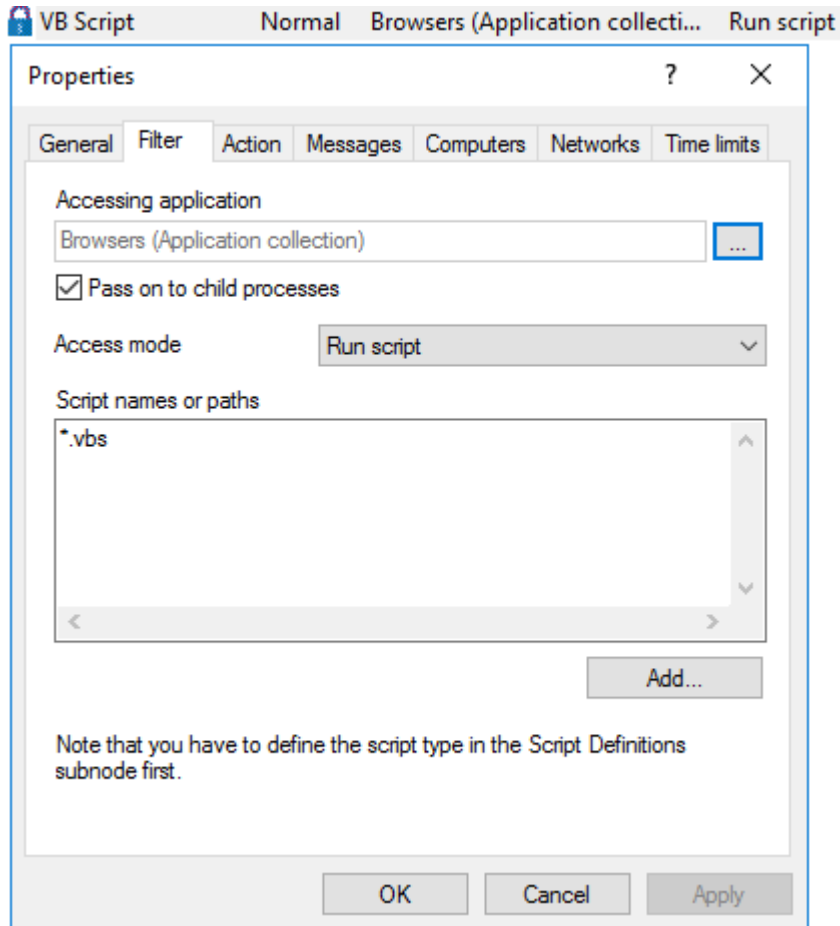 VB Script Normal Browsers (Application collecti... Run script
Properties ?
General Filter Action Messages Computers Networks Time limits
Accessing application
Browsers (Application collection) ...
Pass on to child processes
Access mode Run script
Script names or paths
*.vbs
Add...
Note that you have to define the script type in the Script Definitions
subnode first.
OK Cancel Apply